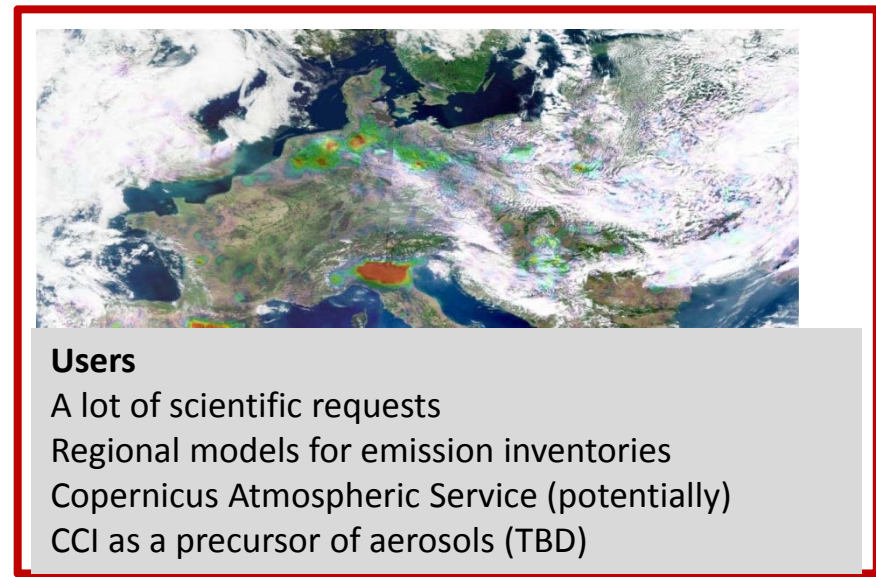 Users
A lot of scientific requests
Regional models for emission inventories
Copernicus Atmospheric Service (potentially)
CCI as a precursor of aerosols (TBD)